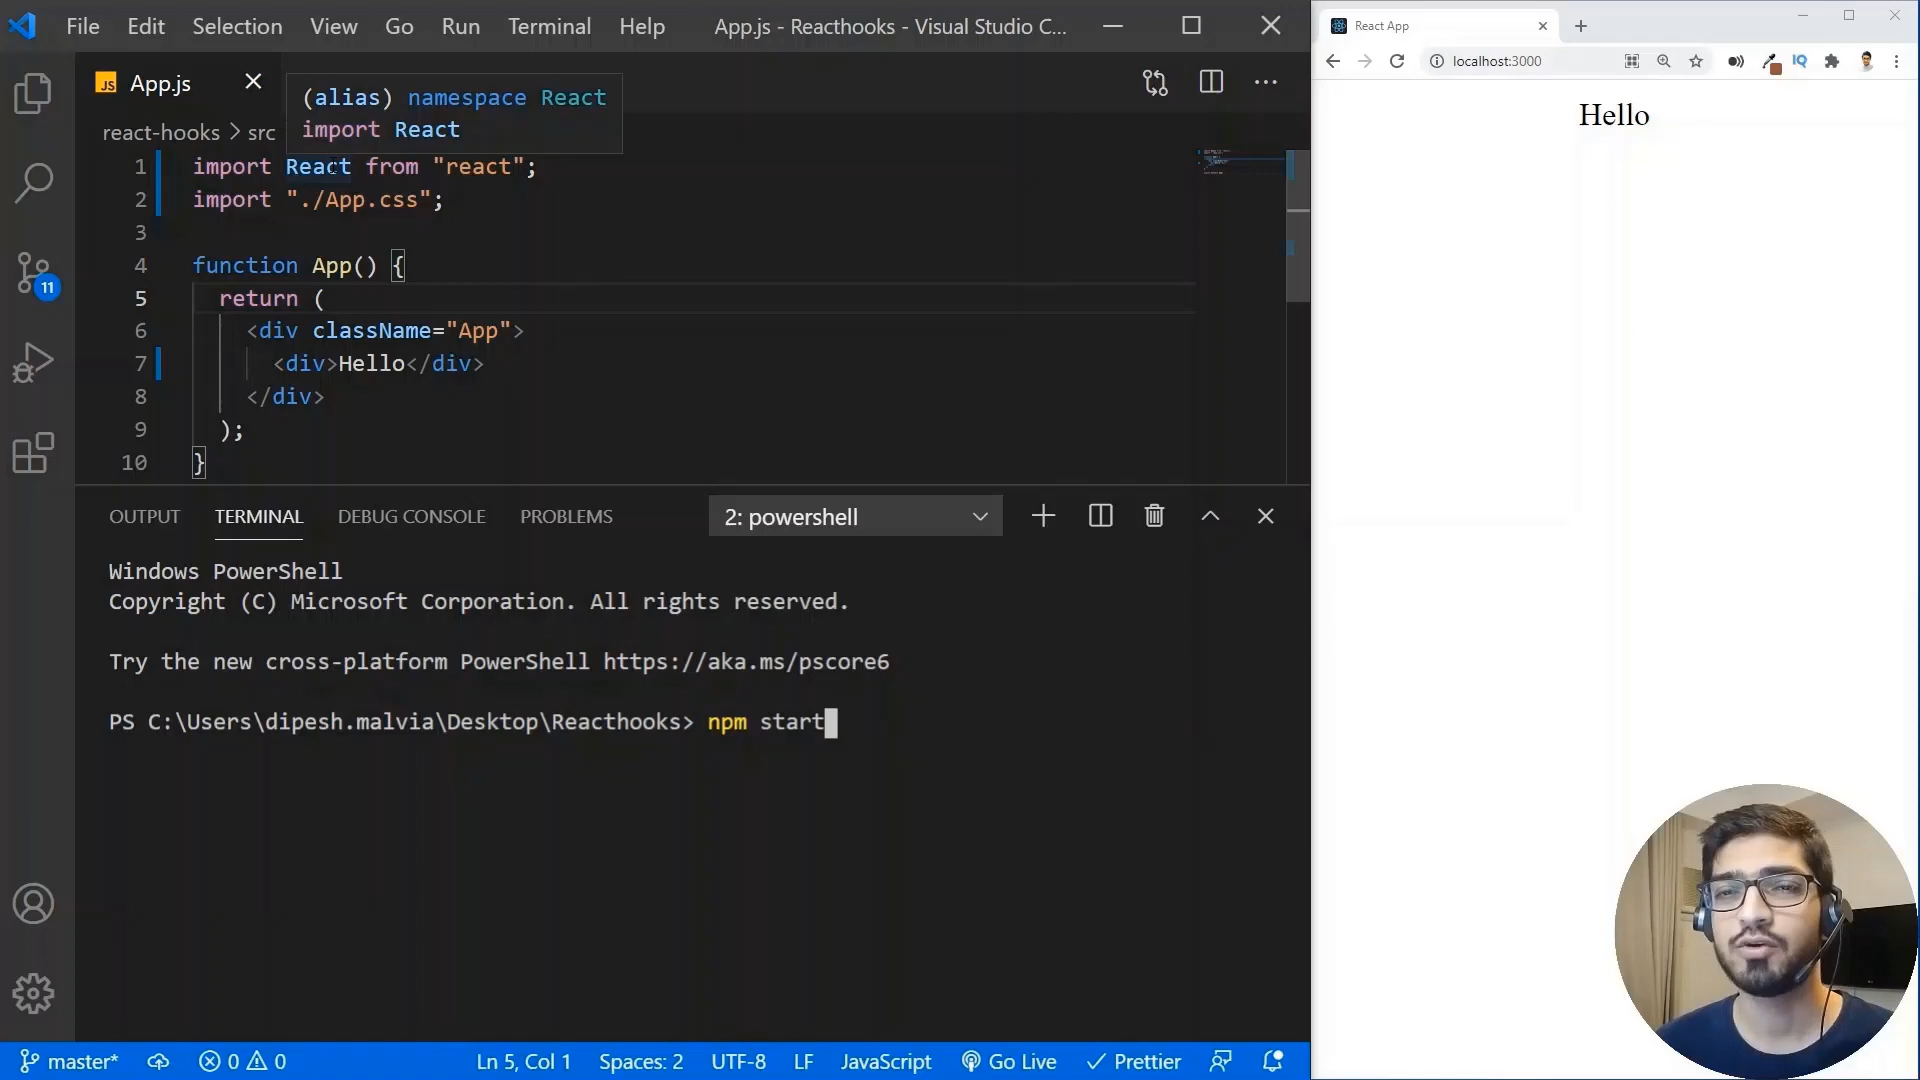 File Edit Selection View Go Run Terminal Help App.js - Reacthooks - Visual Studio C...
JS App.js
(alias) namespace React
import React
react-hooks > src
1 import React from "react";
2 import "./App.css";
3
4 function App() {
5 return (
6 <div className="App">
7 <div>Hello</div>
8 </div>
9 );
10 }
OUTPUT TERMINAL DEBUG CONSOLE PROBLEMS 2: powershell
Windows PowerShell
Copyright (C) Microsoft Corporation. All rights reserved.
Try the new cross-platform PowerShell https://aka.ms/pscore6
PS C:\Users\dipesh.malvia\Desktop\Reacthooks> npm start
11
master* 0 0 Ln 5, Col 1 Spaces: 2 UTF-8 LF JavaScript Go Live Prettier
React App
localhost:3000 IQ
Hello